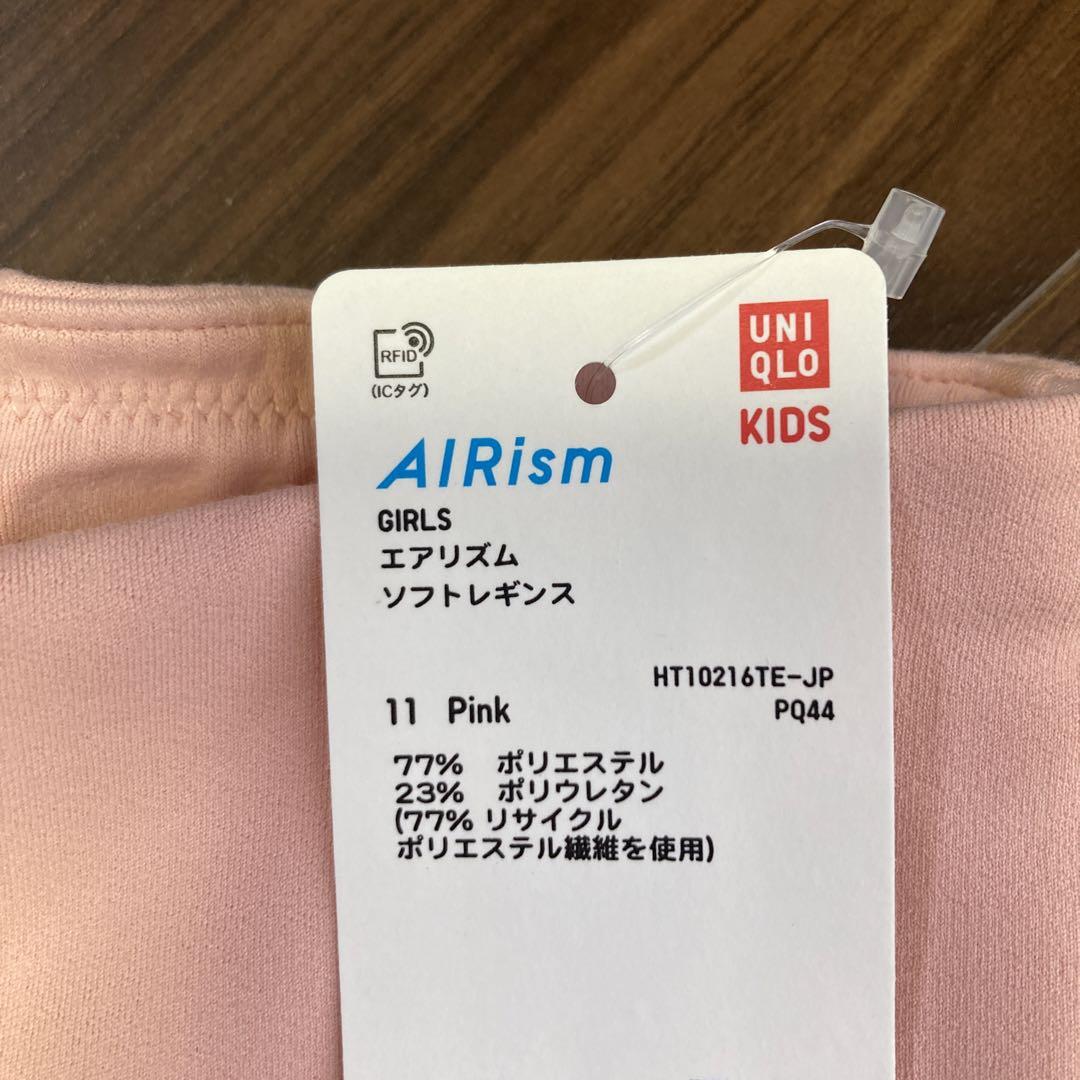 RFID
(ICタグ)
UNI
QLO
KIDS
AIRism
GIRLS
エアリズム
ソフトレギンス
HT10216TE-JP
11 Pink
PQ44
77% ポリエステル
23% ポリウレタン
(77% リサイクル
ポリエステル繊維を使用)